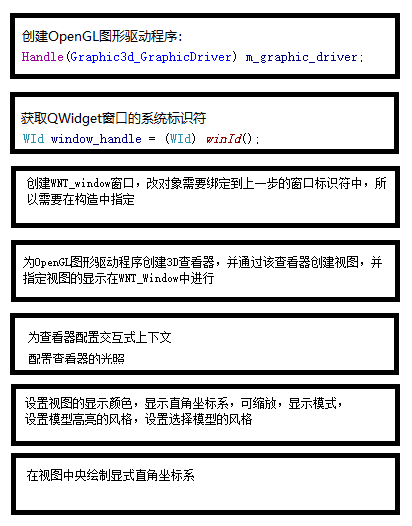 创建OpenGL图形驱动程序：
Handle(Graphic3d_GraphicDriver) m_graphic_driver;
获取QWidget窗口的系统标识符
WId window_handle = (WId) winId();
创建WNT_window窗口，改对象需要绑定到上一步的窗口标识符中，所
以需要在构造中指定
为OpenGL图形驱动程序创建3D查看器，并通过该查看器创建视图，并
指定视图的显示在WNT_Window中进行
为查看器配置交互式上下文
配置查看器的光照
设置视图的显示颜色，显示直角坐标系，可缩放，显示模式，
设置模型高亮的风格，设置选择模型的风格
在视图中央绘制显式直角坐标系